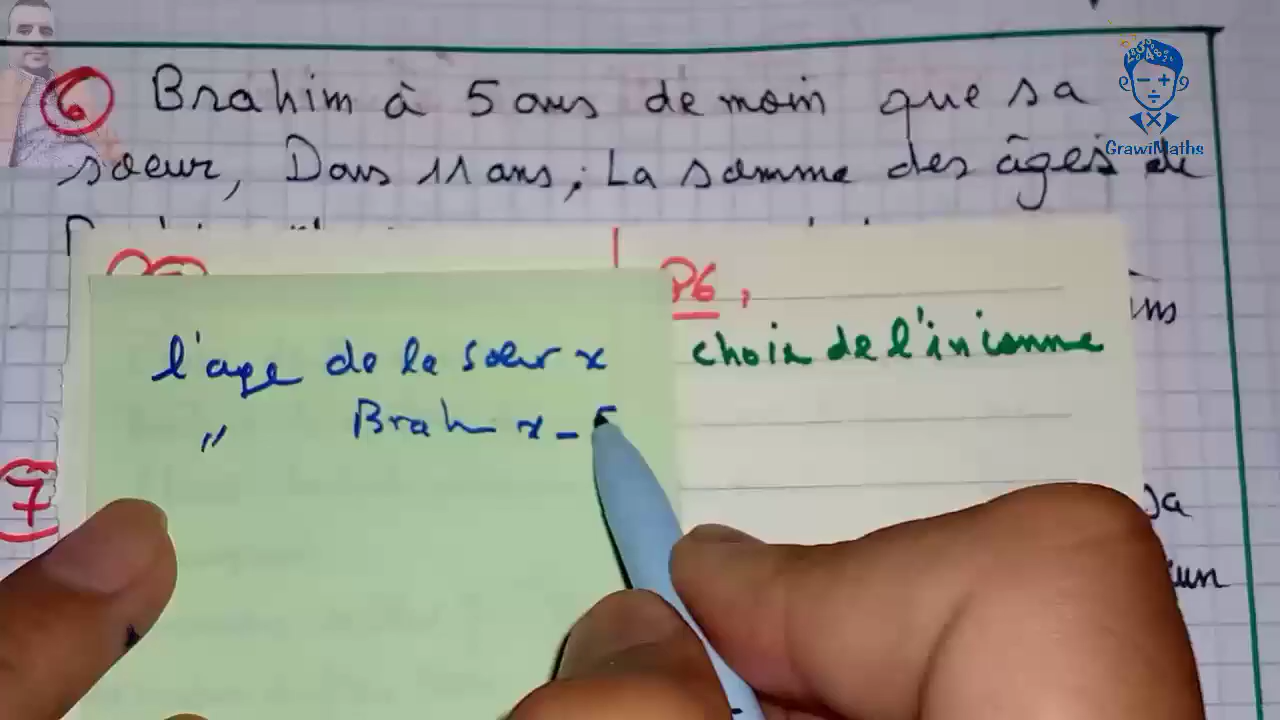 6 Brahim à 5 ans de moin que sa
soeur, Dans 11 ans, La somme des âges de
GrawiMaths
P6,
choix de l'inconnue
l'age de la soeur x
" Brah x - 5
7
sa